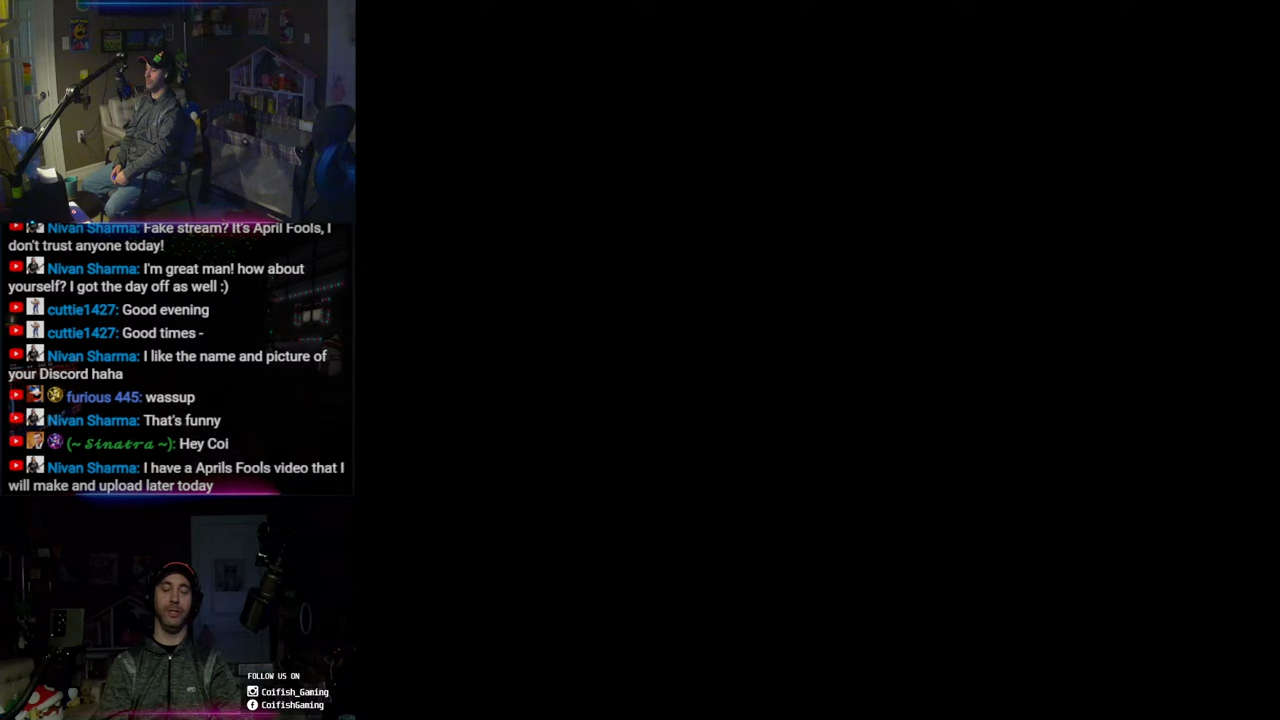 Nivan Sharma: Fake stream? It's April Fools, I
don't trust anyone today!
Nivan Sharma: I'm great man! how about
yourself? I got the day off as well :)
cuttie1427: Good evening
cuttie1427: Good times -
Nivan Sharma: I like the name and picture of
your Discord haha
furious 445: wassup
Nivan Sharma: That's funny
(~ 𝓢𝓲𝓷𝓪𝓽𝓻𝓪 ~): Hey Coi
Nivan Sharma: I have a Aprils Fools video that I
will make and upload later today
FOLLOW US ON
Coifish_Gaming
CoifishGaming